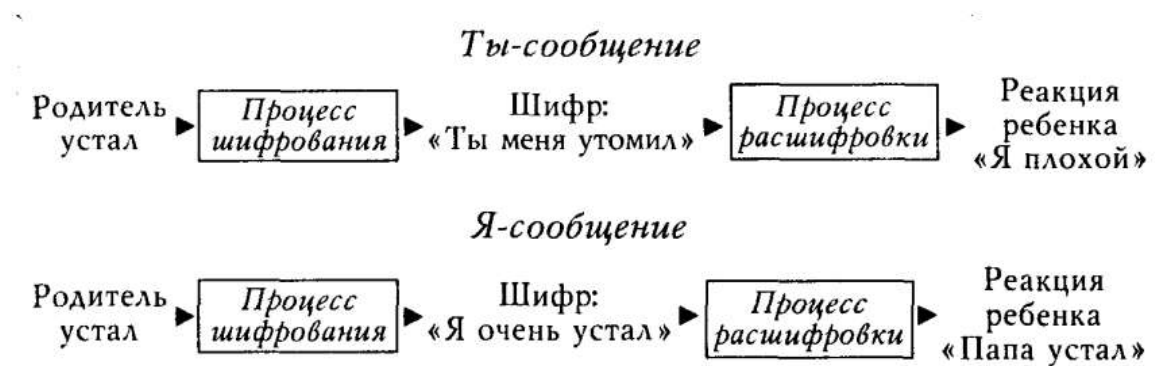 Ты-сообщение
Родитель
устал
Процесс
шифрования
Шифр:
«Ты меня утомил»
Процесс
расшифровки
Реакция
ребенка
«Я плохой»
Я-сообщение
Родитель
устал
Процесс
шифрования
Шифр:
«Я очень устал»
Процесс
расшифровки
Реакция
ребенка
«Папа устал»